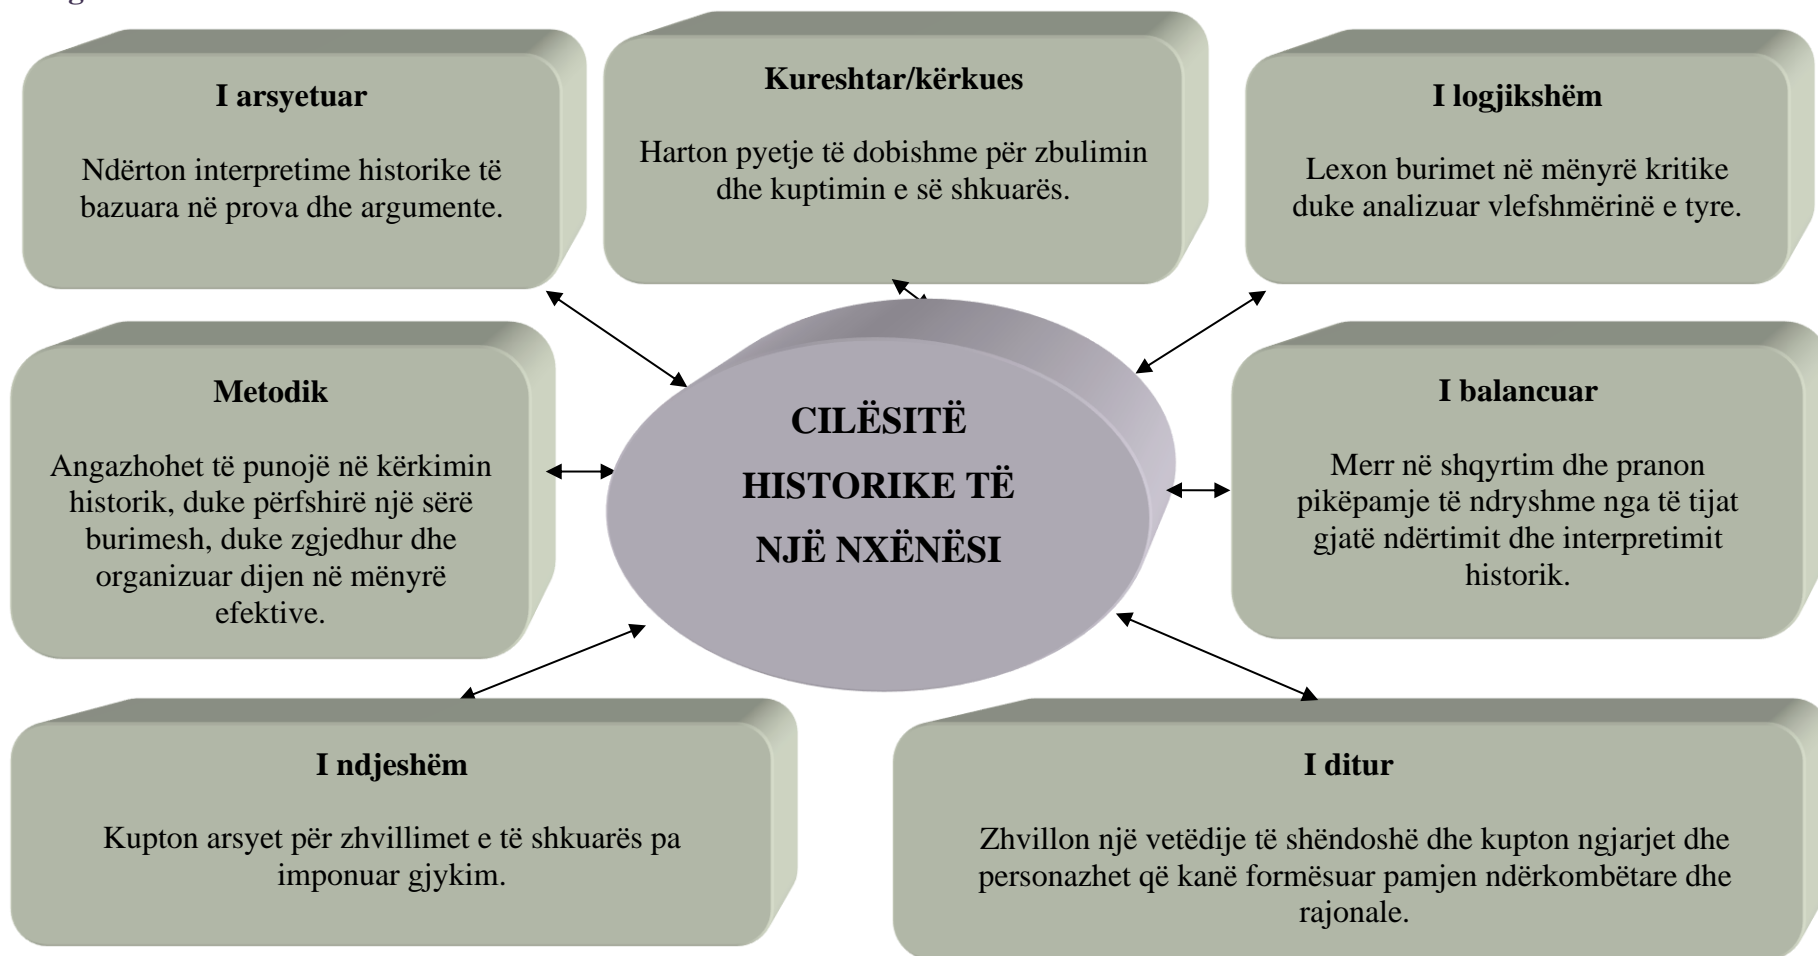 I arsyetuar
Ndërton interpretime historike të
bazuara në prova dhe argumente.
Kureshtar/kërkues
Harton pyetje të dobishme për zbulimin
dhe kuptimin e së shkuarës.
I logjikshëm
Lexon burimet në mënyrë kritike
duke analizuar vlefshmërinë e tyre.
Metodik
Angazhohet të punojë në kërkimin
historik, duke përfshirë një sërë
burimesh, duke zgjedhur dhe
organizuar dijen në mënyrë
efektive.
CILËSITË
HISTORIKE TË
NJË NXËNËSI
I balancuar
Merr në shqyrtim dhe pranon
pikëpamje të ndryshme nga të tijat
gjatë ndërtimit dhe interpretimit
historik.
I ndjeshëm
Kupton arsyet për zhvillimet e të shkuarës pa
imponuar gjykim.
I ditur
Zhvillon një vetëdije të shëndoshë dhe kupton ngjarjet dhe
personazhet që kanë formësuar pamjen ndërkombëtare dhe
rajonale.